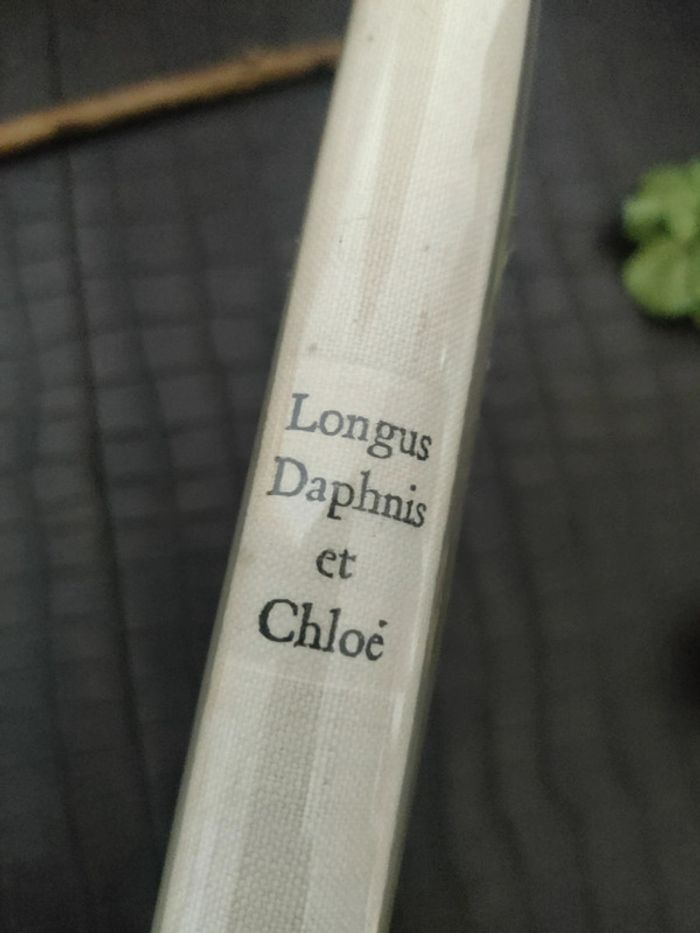 Longus
Daphnis
et
Chloé